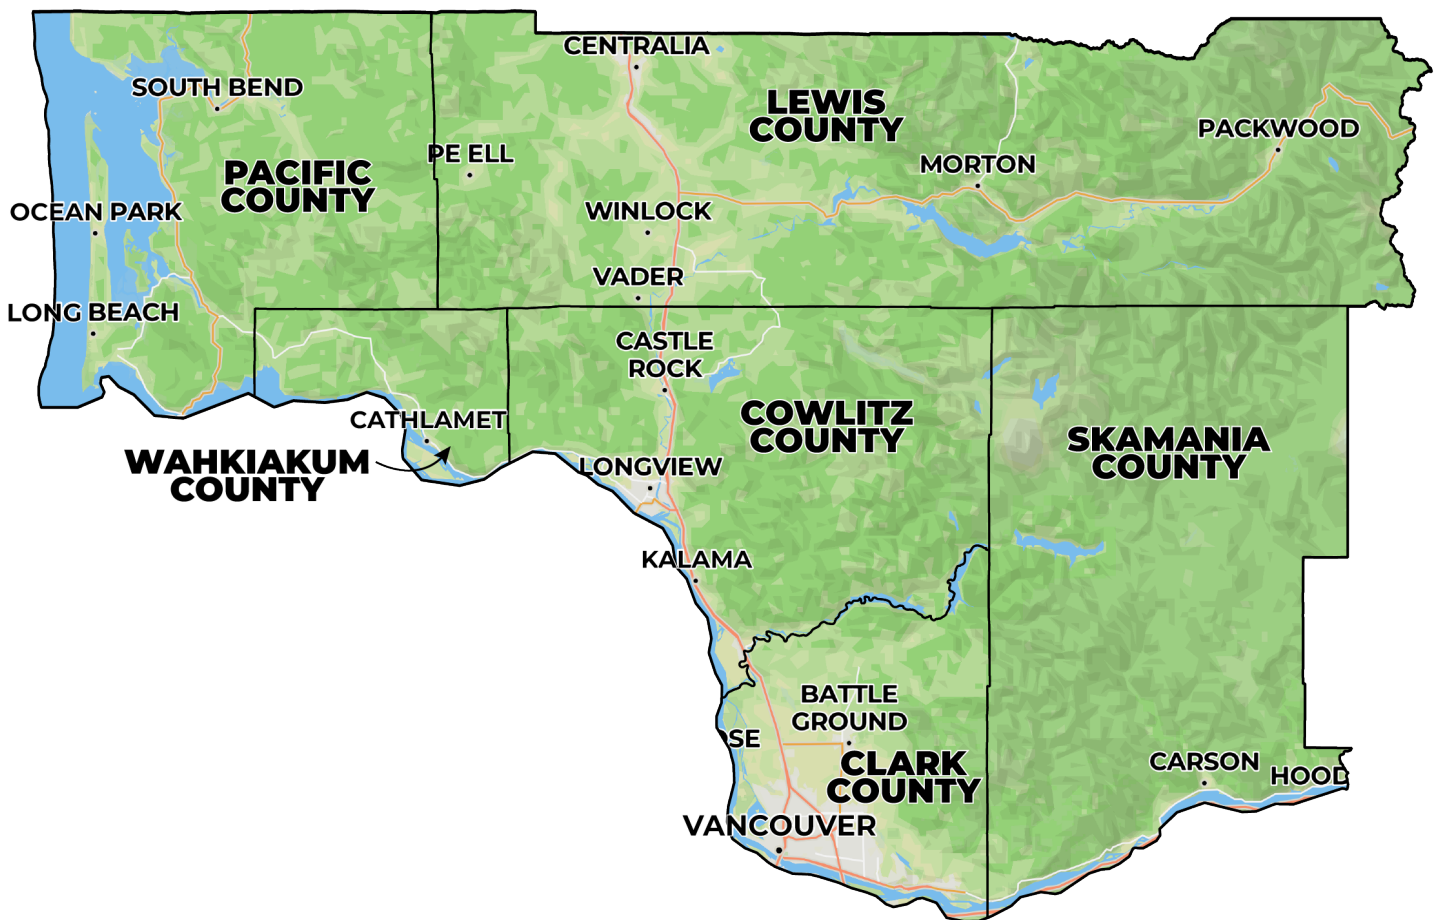 CENTRALIA
SOUTH BEND
LEWIS
COUNTY
PACKWOOD
PE ELL
MORTON
PACIFIC
COUNTY
OCEAN PARK
WINLOCK
VADER
LONG BEACH
CASTLE
ROCK
CATHLAMET
COWLITZ
COUNTY
SKAMANIA
COUNTY
WAHKIAKUM
COUNTY
LONGVIEW
KALAMA
BATTLE
GROUND
SE
CLARK
COUNTY
CARSON
HOOD
VANCOUVER